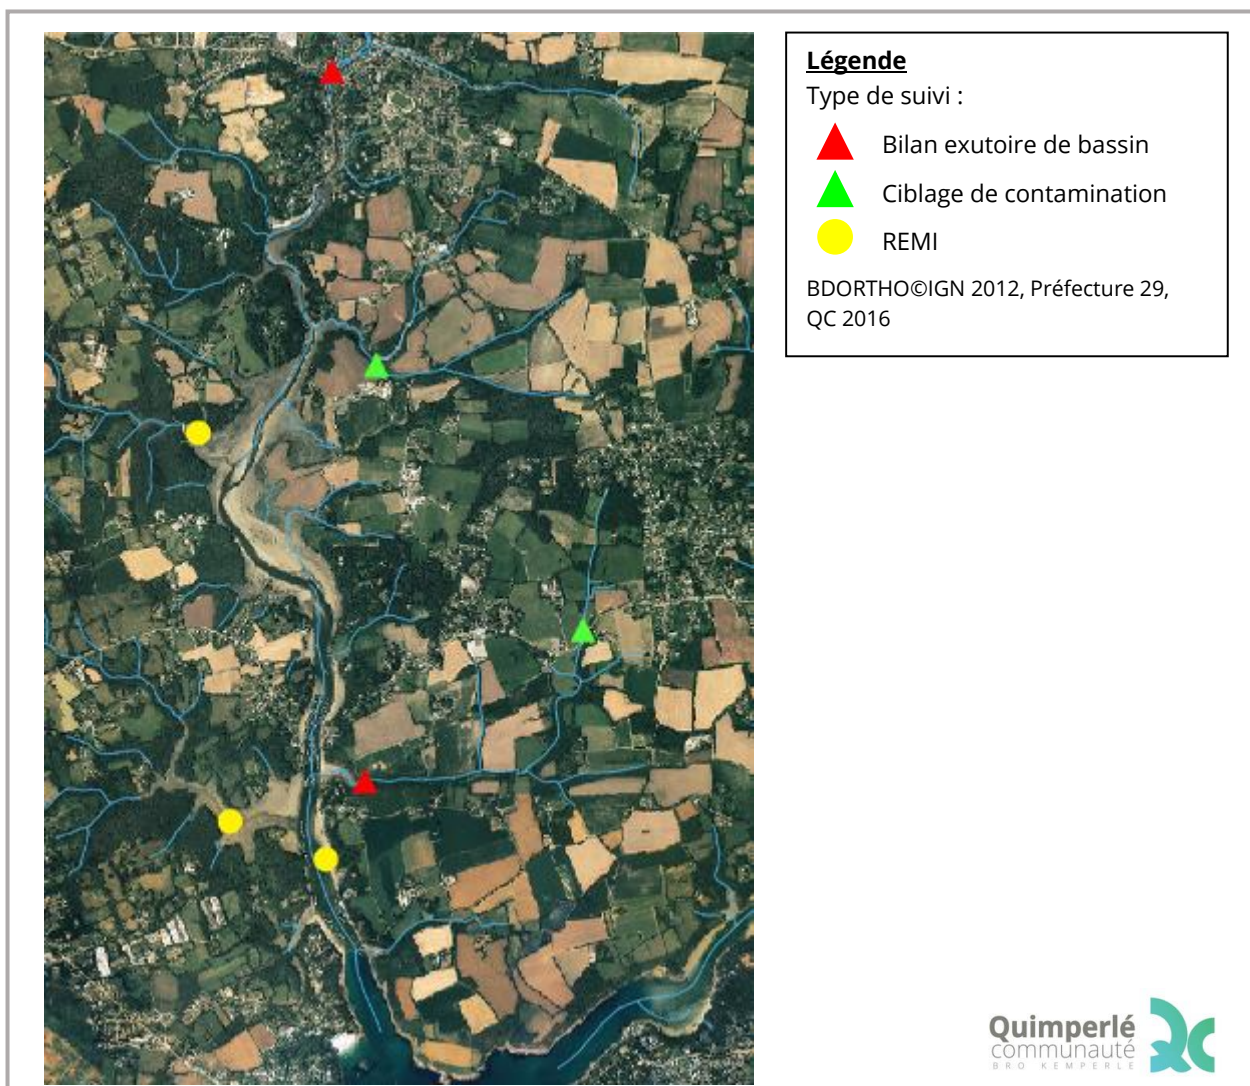 Légende
Type de suivi :
Bilan exutoire de bassin
Ciblage de contamination
REMI
BDORTHO©IGN 2012, Préfecture 29,
QC 2016
Quimperlé
communauté
BRO KEMPERLE